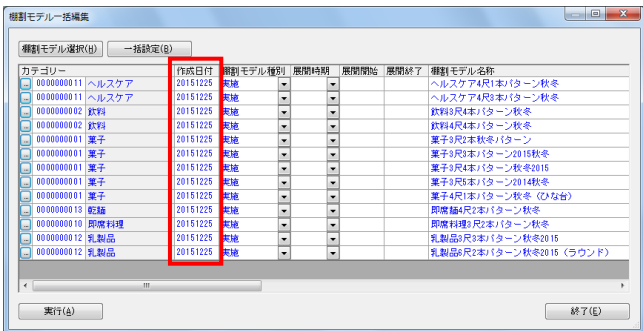 棚割モデル一括編集
棚割モデル選択(H) 一括設定(B)
カテゴリー 作成日付 棚割モデル種別 展開時期 展開開始 展開終了 棚割モデル名称
0000000011 ヘルスケア 20151225 実施 ヘルスケア4尺1本パターン秋冬
0000000011 ヘルスケア 20151225 実施 ヘルスケア4尺3本パターン秋冬
0000000002 飲料 20151225 実施 飲料3尺4本パターン秋冬
0000000002 飲料 20151225 実施 飲料4尺4本パターン秋冬
0000000001 菓子 20151225 実施 菓子3尺2本秋冬パターン
0000000001 菓子 20151225 実施 菓子3尺3本パターン2015秋冬
0000000001 菓子 20151225 実施 菓子3尺4本パターン秋冬2015
0000000001 菓子 20151225 実施 菓子3尺5本パターン2014秋冬
0000000001 菓子 20151225 実施 菓子4尺1本パターン秋冬（ひな台）
0000000013 乾麺 20151225 実施 即席麺4尺2本パターン秋冬
0000000010 即席料理 20151225 実施 即席料理3尺2本パターン秋冬
0000000012 乳製品 20151225 実施 乳製品3尺3本パターン秋冬2015
0000000012 乳製品 20151225 実施 乳製品6尺2本パターン秋冬2015（ラウンド）
実行(A) 終了(E)